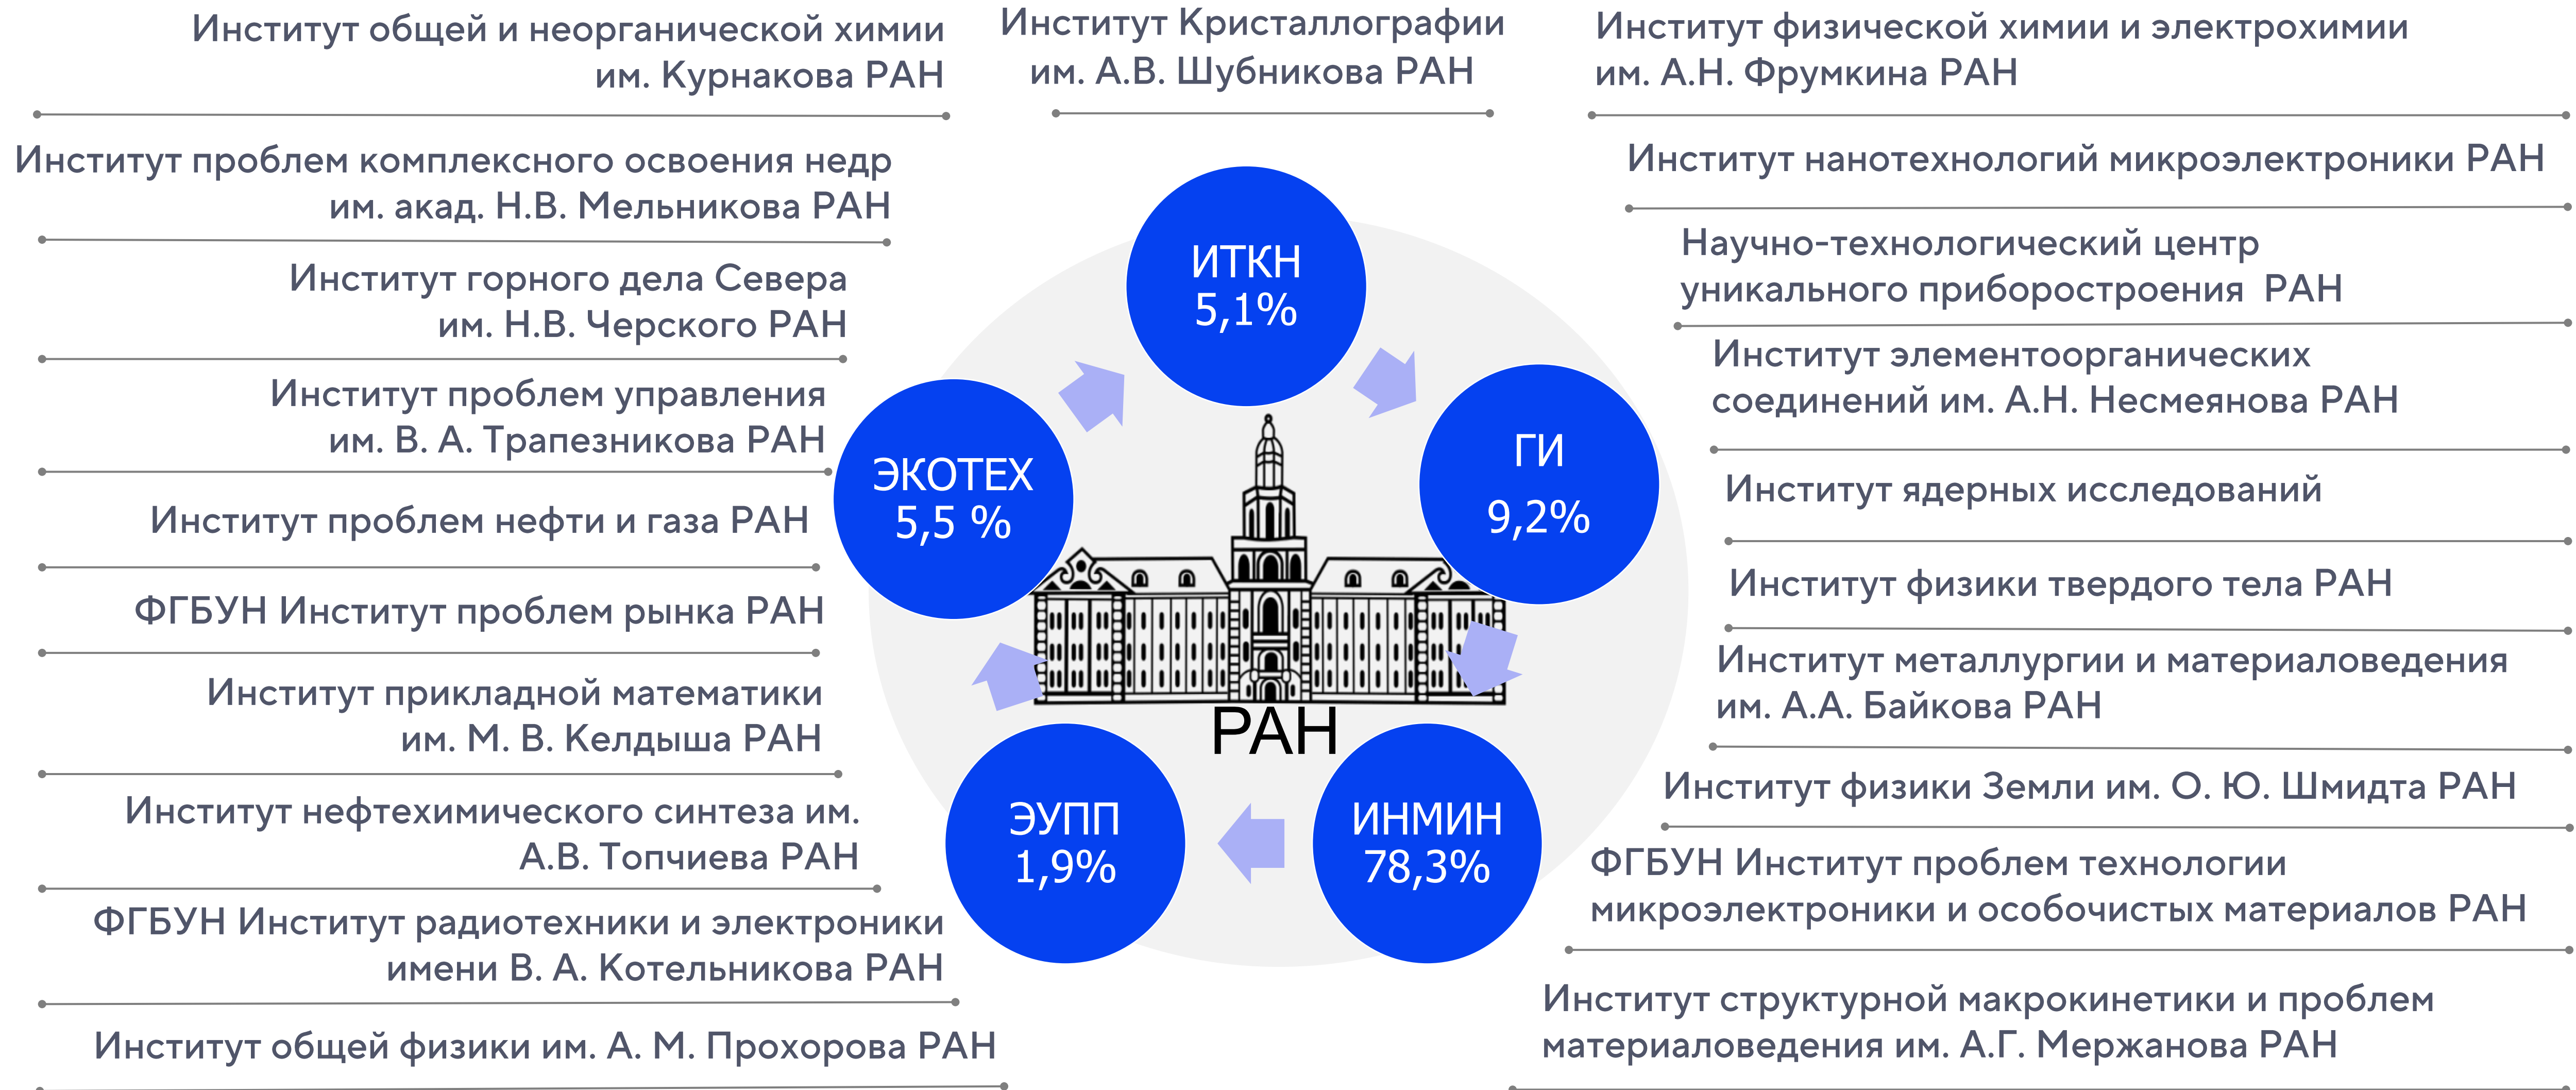 Институт общей и неорганической химии
им. Курнакова РАН
Институт проблем комплексного освоения недр
им. акад. Н.В. Мельникова РАН
Институт горного дела Севера
им. Н.В. Черского РАН
Институт проблем управления
им. В. А. Трапезникова РАН
Институт проблем нефти и газа РАН
ФГБУН Институт проблем рынка РАН
Институт прикладной математики
им. М. В. Келдыша РАН
Институт нефтехимического синтеза им.
А.В. Топчиева РАН
ФГБУН Институт радиотехники и электроники
имени В. А. Котельникова РАН
Институт общей физики им. А. М. Прохорова РАН
Институт Кристаллографии
им. А.В. Шубникова РАН
ИТКН
5,1%
ГИ
9,2%
ИНМИН
78,3%
ЭУПП
1,9%
ЭКОТЕХ
5,5 %
РАН
Институт физической химии и электрохимии
им. А.Н. Фрумкина РАН
Институт нанотехнологий микроэлектроники РАН
Научно-технологический центр
уникального приборостроения  РАН
Институт элементоорганических
соединений им. А.Н. Несмеянова РАН
Институт ядерных исследований
Институт физики твердого тела РАН
Институт металлургии и материаловедения
им. А.А. Байкова РАН
Институт физики Земли им. О. Ю. Шмидта РАН
ФГБУН Институт проблем технологии
микроэлектроники и особочистых материалов РАН
Институт структурной макрокинетики и проблем
материаловедения им. А.Г. Мержанова РАН